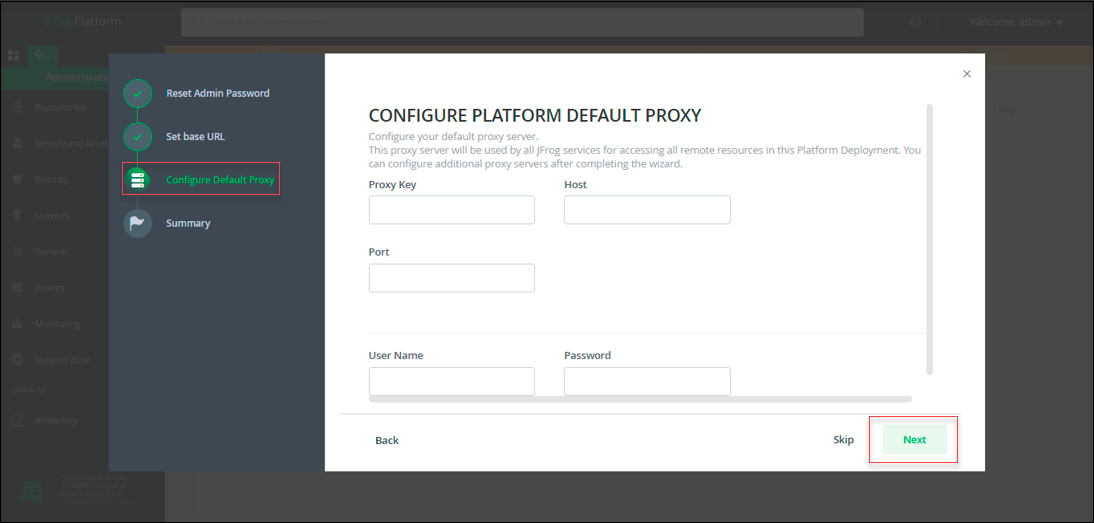 JFrog Platform
Welcome, admin
Administratio
Repositories
Identity and Acces
Security
Licenses
General
Proxies
Monitoring
Support Zone
Services
Artifactory
JFrog
Skip
Reset Admin Password
Set base URL
Configure Default Proxy
Summary
×
CONFIGURE PLATFORM DEFAULT PROXY
Configure your default proxy server.
This proxy server will be used by all JFrog services for accessing all remote resources in this Platform Deployment. You
can configure additional proxy servers after completing the wizard.
Proxy Key Host
Port
User Name Password
Back Skip Next